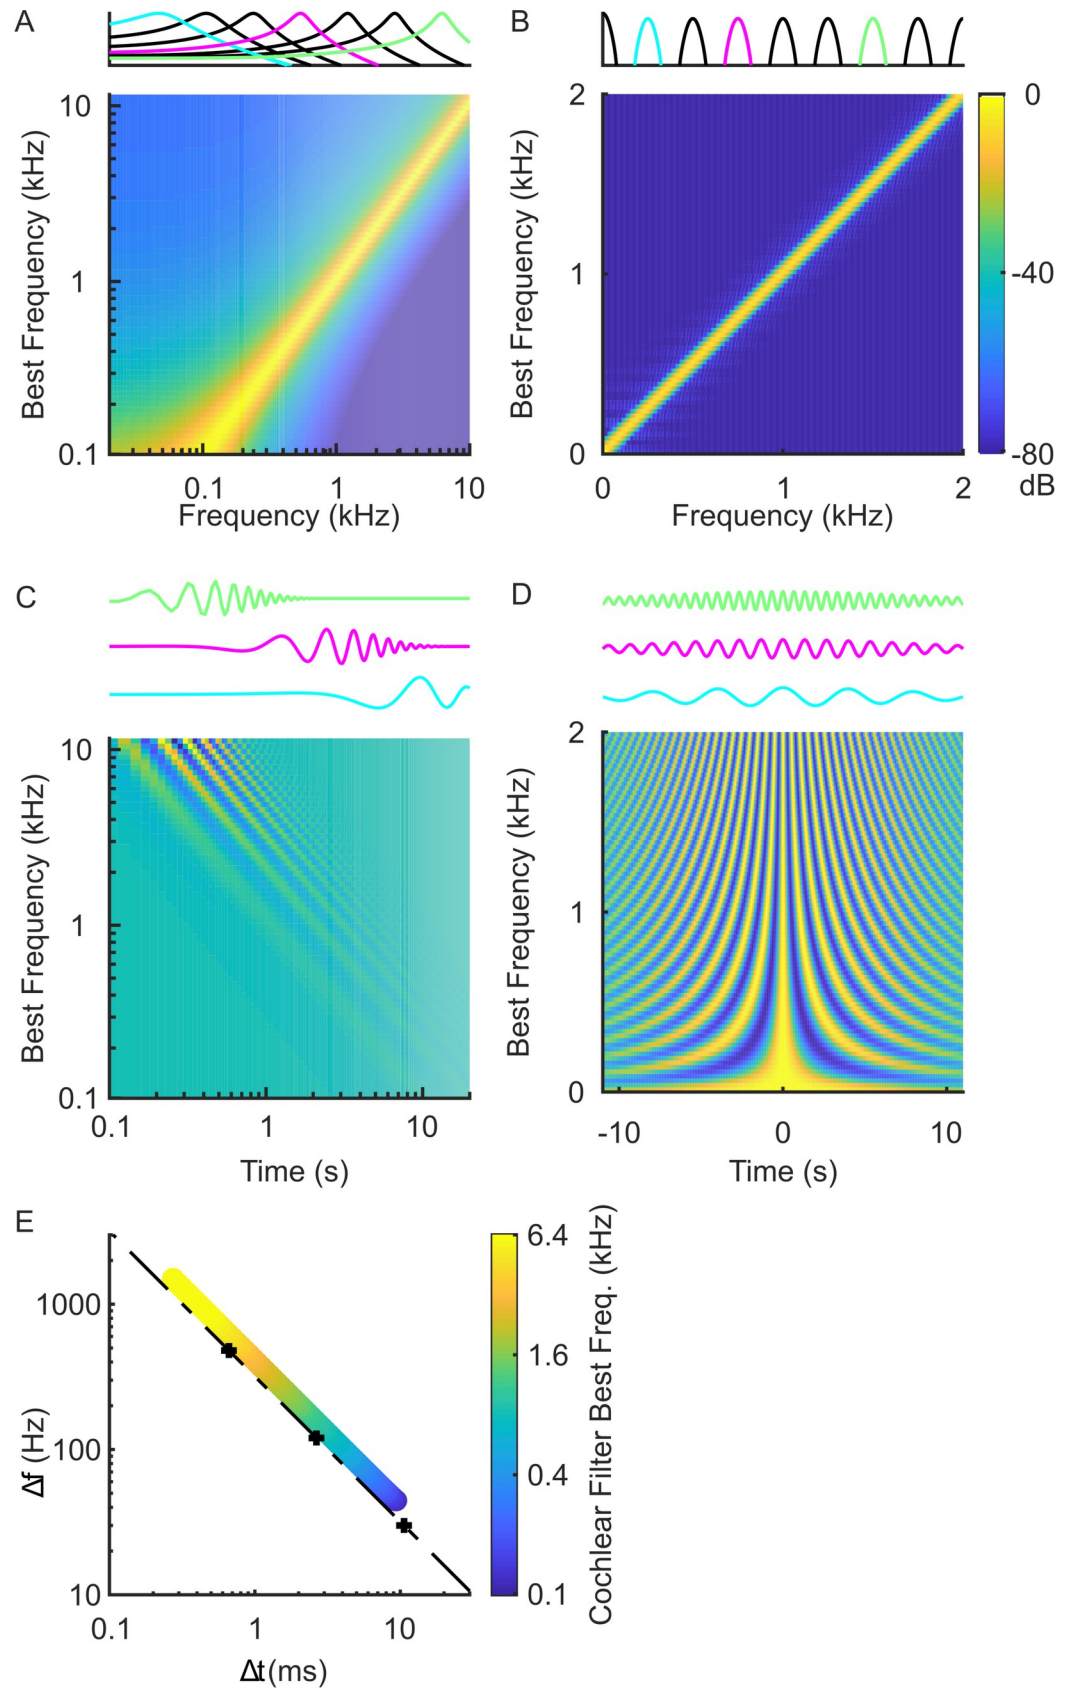 A
B
Best Frequency (kHz)
10
1
0.1
0.1
1
10
Frequency (kHz)
Best Frequency (kHz)
2
1
0
0
1
2
Frequency (kHz)
0
-40
-80
dB
C
D
Best Frequency (kHz)
10
1
0.1
0.1
1
10
Time (s)
Best Frequency (kHz)
2
1
0
-10
0
10
Time (s)
E
Δf (Hz)
1000
100
10
0.1
1
10
Δt (ms)
6.4
1.6
0.4
0.1
Cochlear Filter Best Freq. (kHz)